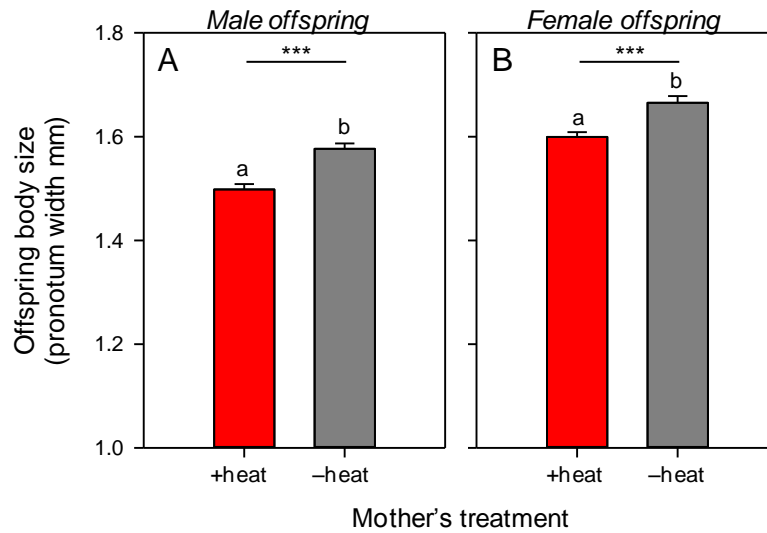 Male offspring
Female offspring
A
***
B
***
a
b
a
b
1.8
1.6
1.4
1.2
1.0
Offspring body size
(pronotum width mm)
+heat
–heat
+heat
–heat
Mother's treatment